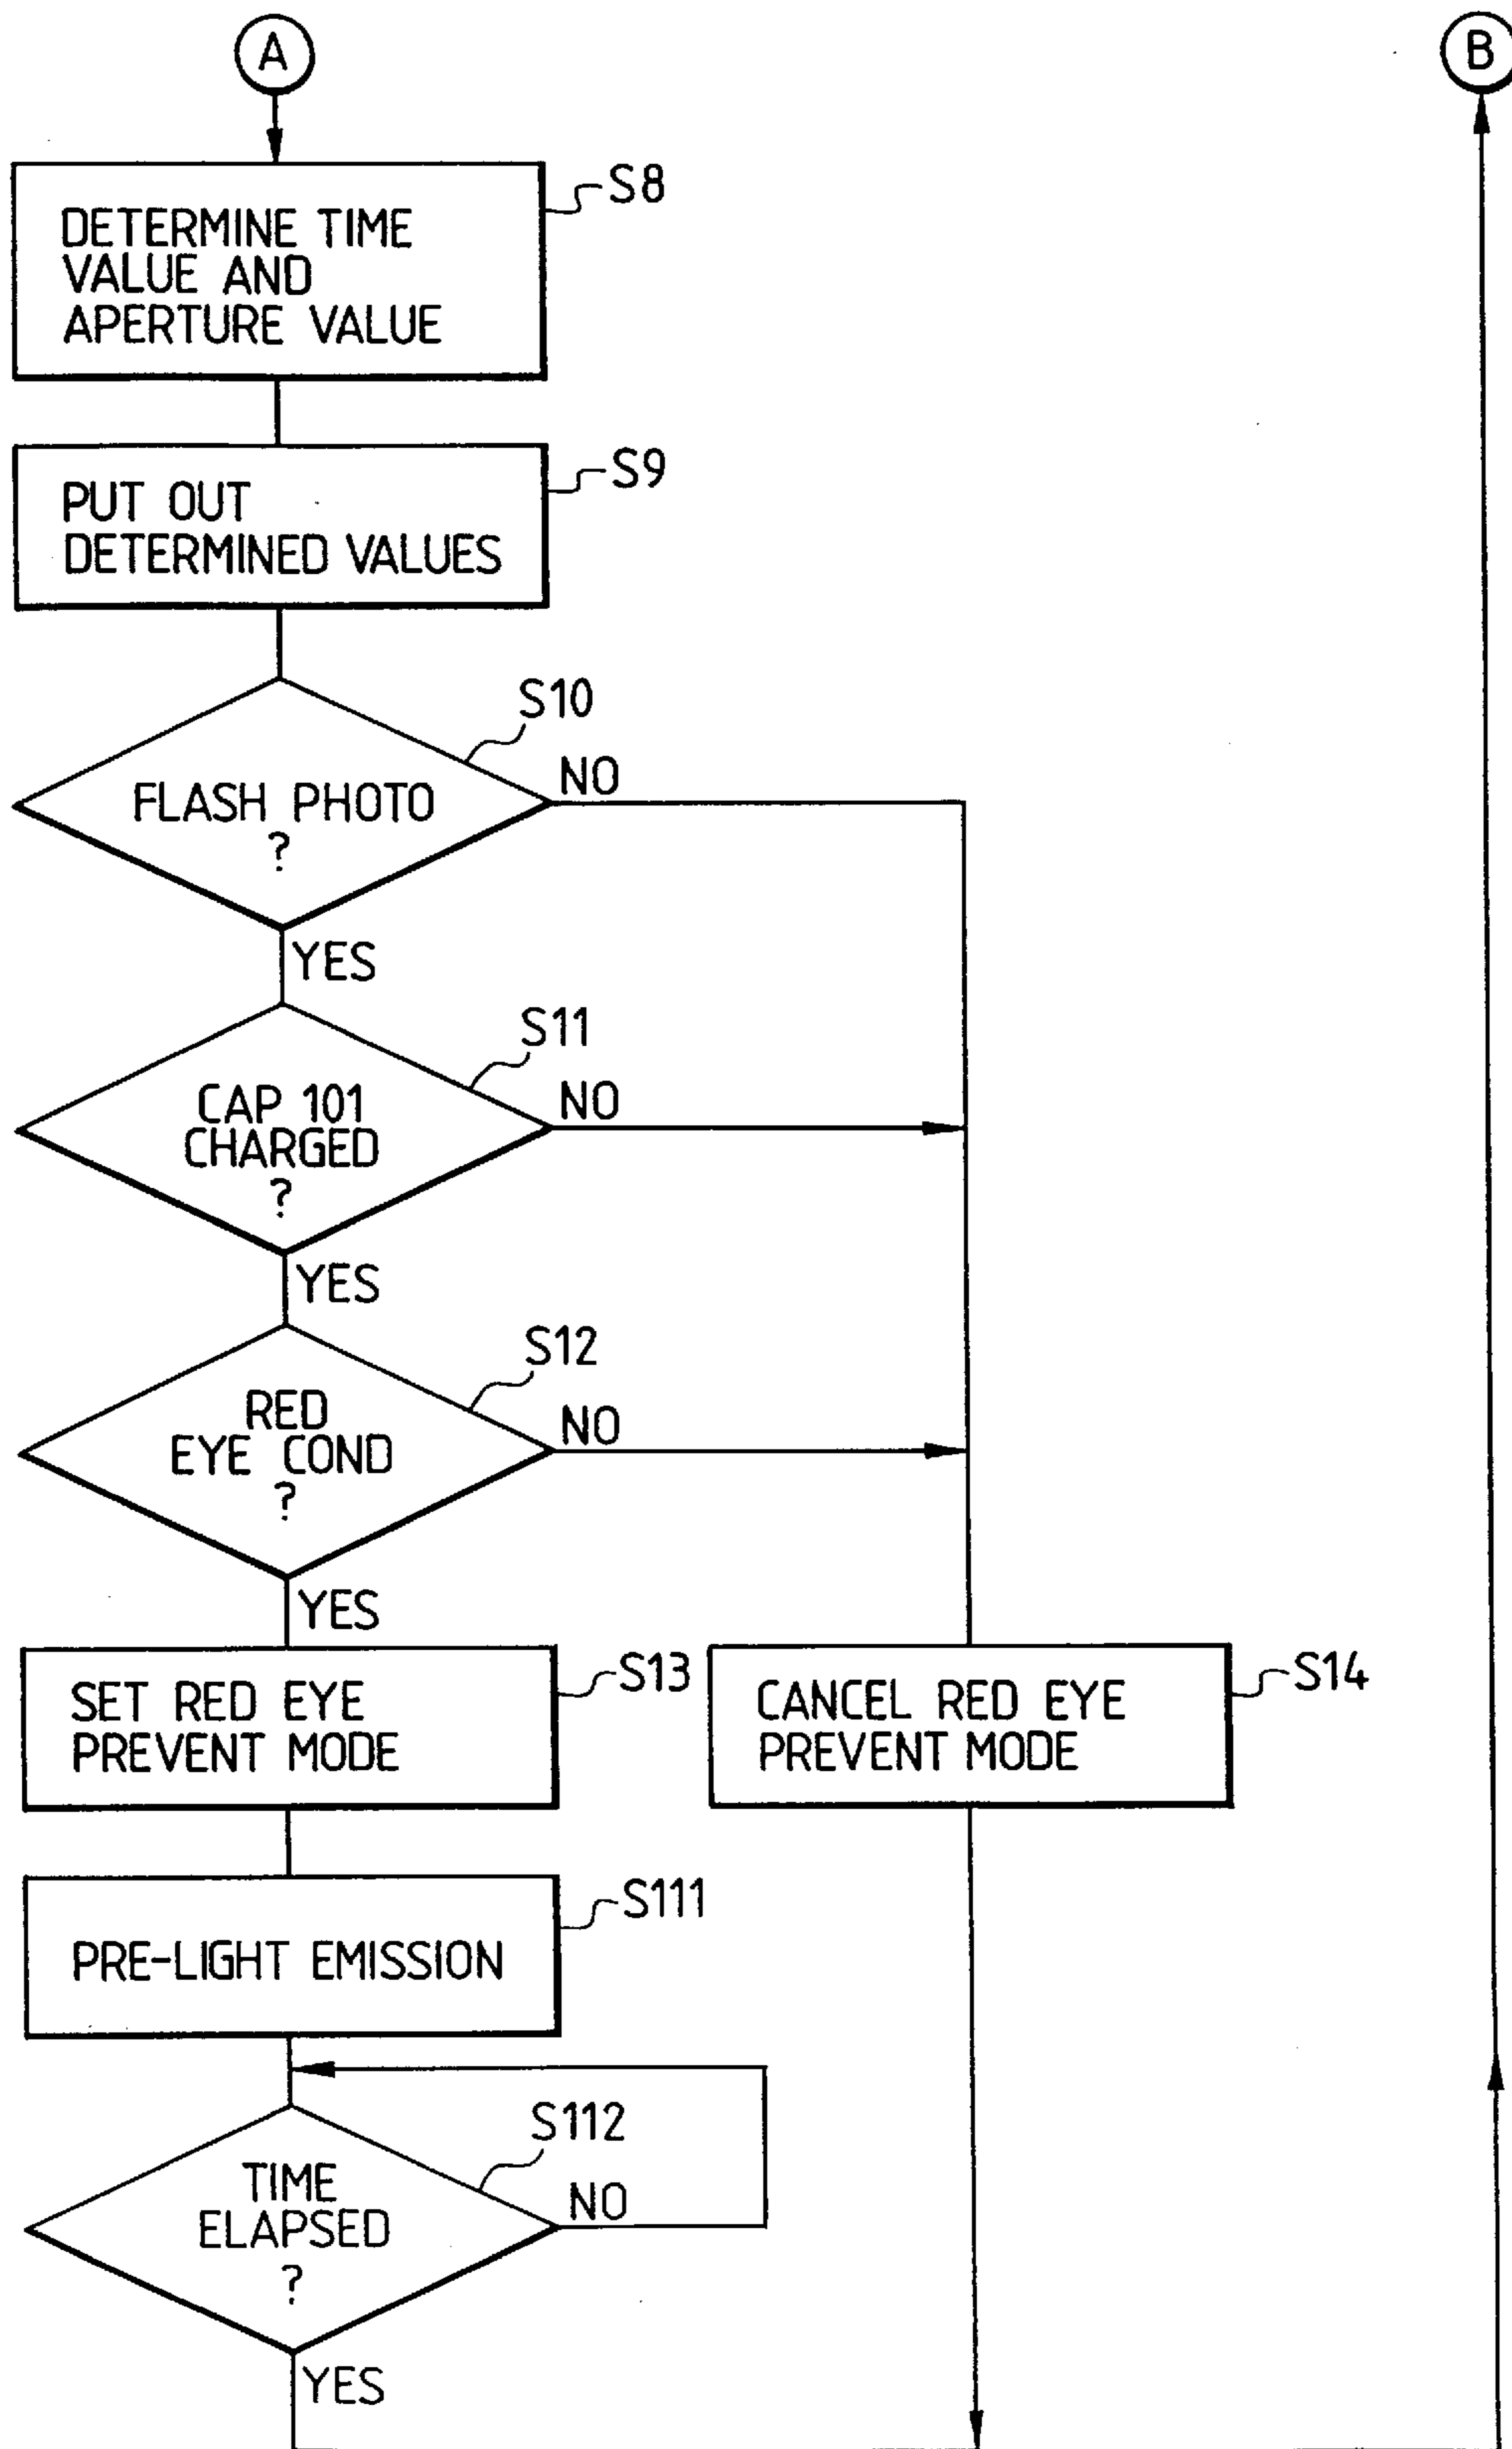 A
B
S8
DETERMINE TIME
VALUE AND
APERTURE VALUE
S9
PUT OUT
DETERMINED VALUES
S10
FLASH PHOTO
?
NO
YES
S11
CAP 101
CHARGED
?
NO
YES
S12
RED
EYE COND
?
NO
YES
S13
SET RED EYE
PREVENT MODE
S14
CANCEL RED EYE
PREVENT MODE
S111
PRE-LIGHT EMISSION
S112
TIME
ELAPSED
?
NO
YES